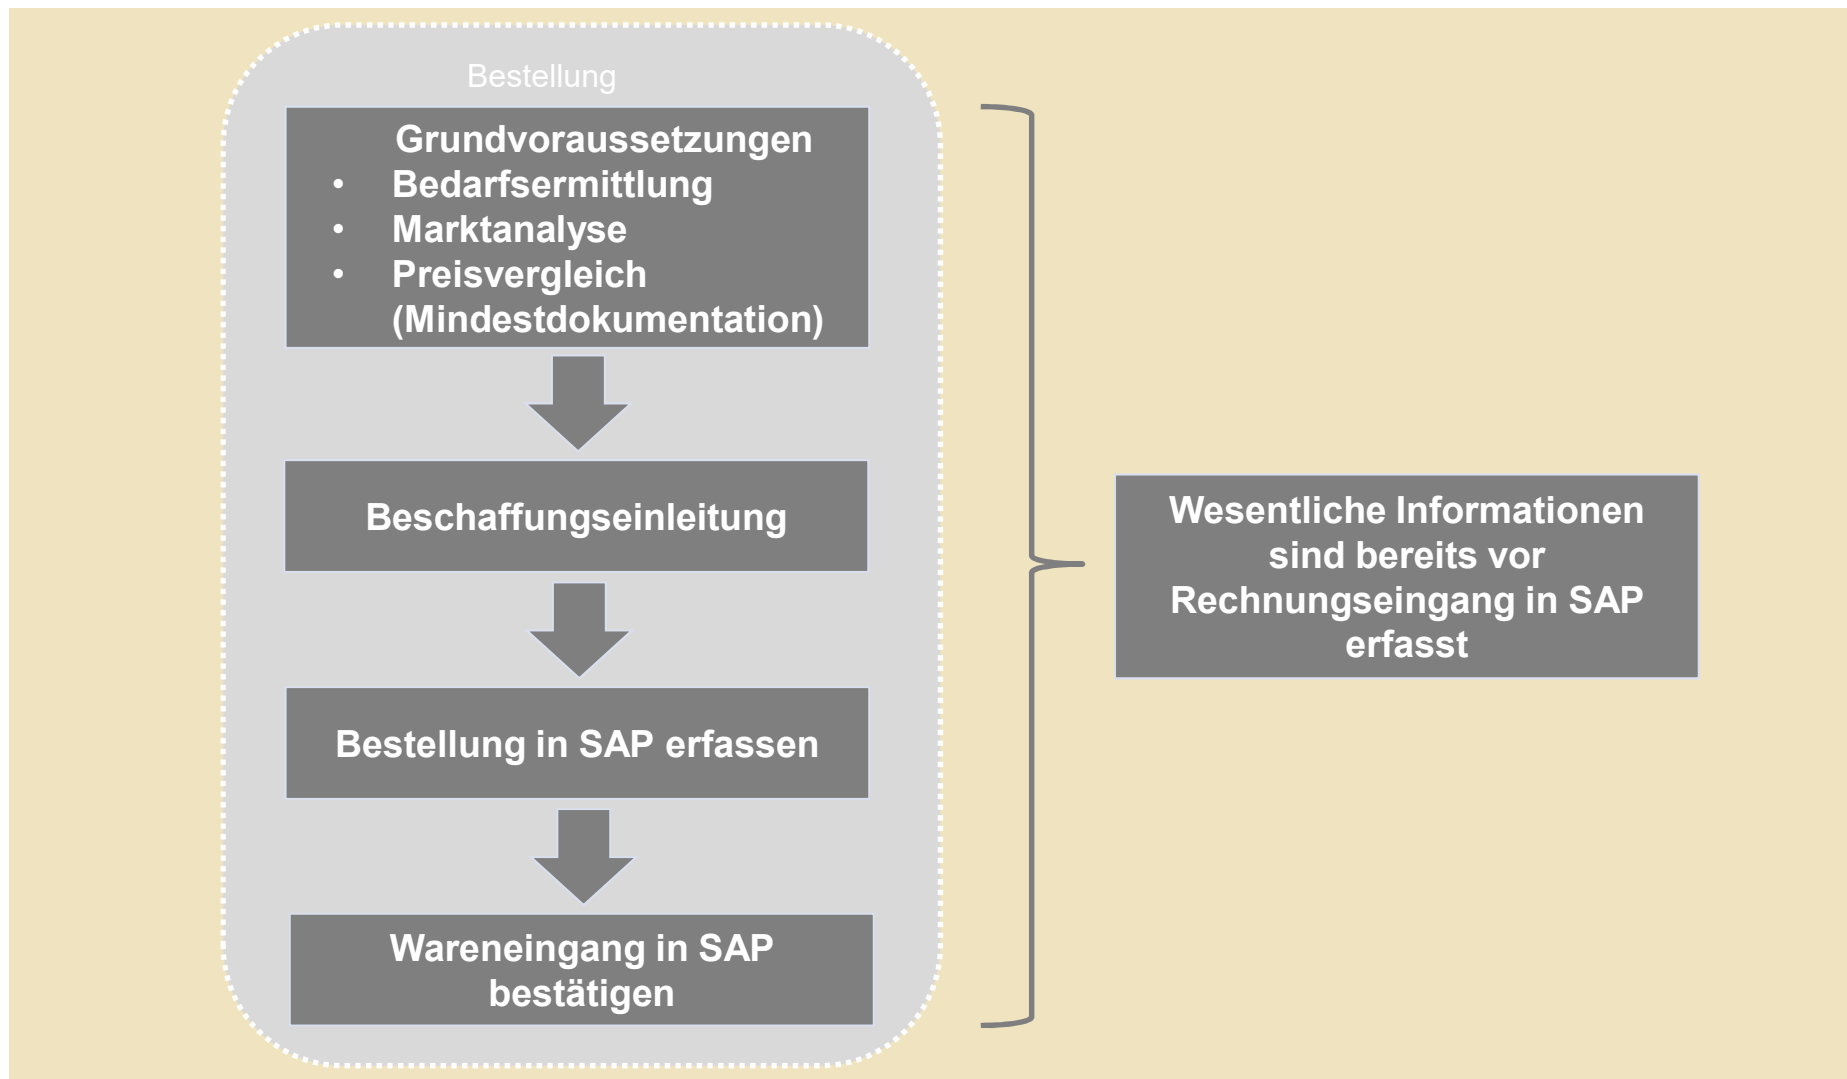 Bestellung
Grundvoraussetzungen
• Bedarfsermittlung
• Marktanalyse
• Preisvergleich
(Mindestdokumentation)
Beschaffungseinleitung
Bestellung in SAP erfassen
Wareneingang in SAP
bestätigen
Wesentliche Informationen
sind bereits vor
Rechnungseingang in SAP
erfasst